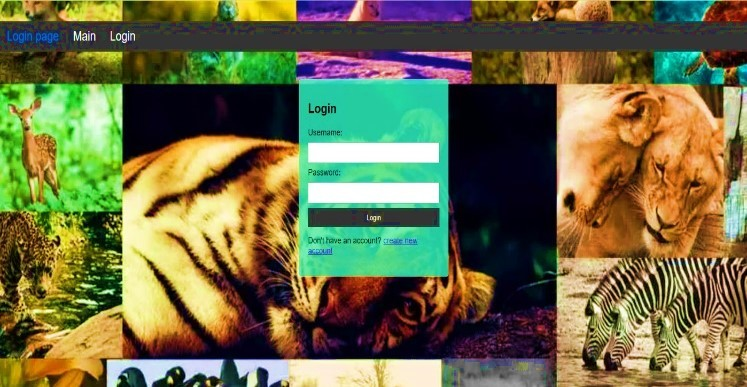 Login page Main Login
Login
Username:
Password:
Login
Don't have an account? create new
account